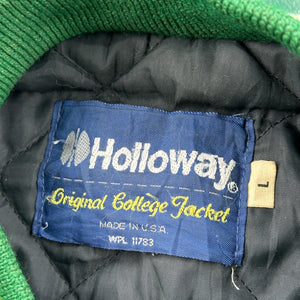 Holloway®
Original College Jacket
MADE IN U.S.A
WPL 11783
L